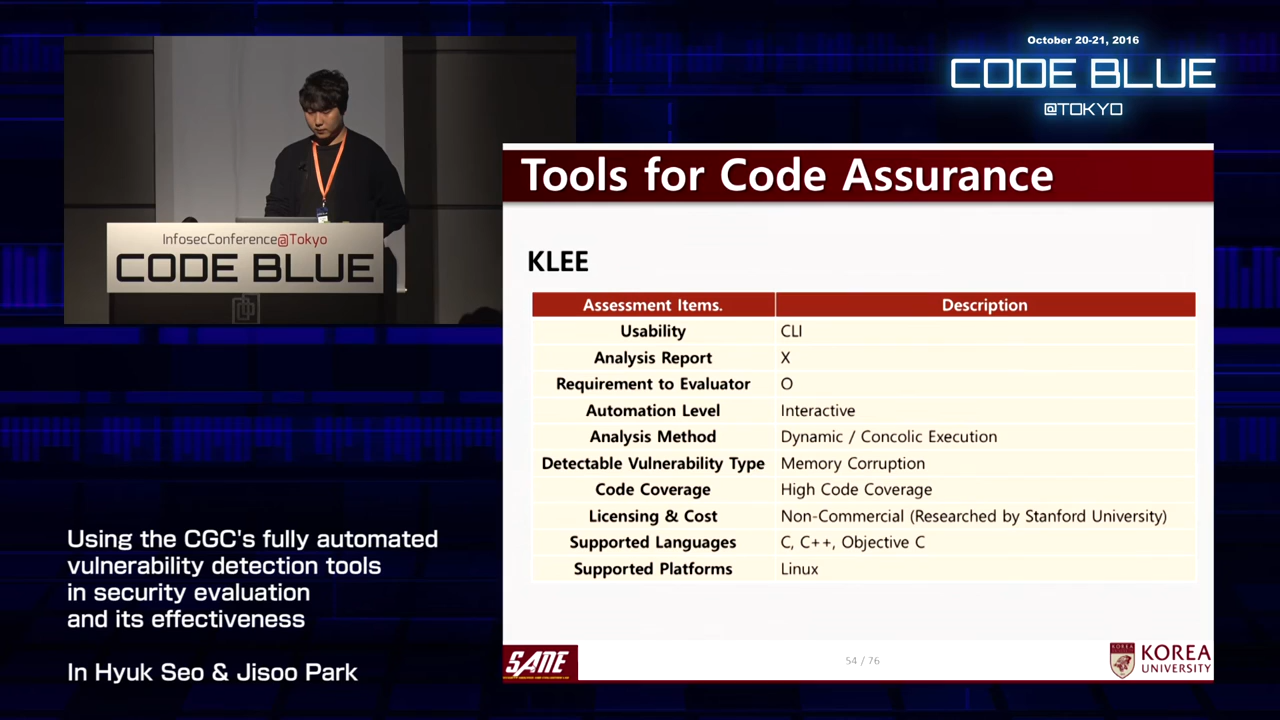 October 20-21, 2016
CODE BLUE
@TOKYO
InfosecConference@Tokyo
CODE BLUE
Tools for Code Assurance
KLEE
Assessment Items. Description
Usability CLI
Analysis Report X
Requirement to Evaluator O
Automation Level Interactive
Analysis Method Dynamic / Concolic Execution
Detectable Vulnerability Type Memory Corruption
Code Coverage High Code Coverage
Licensing & Cost Non-Commercial (Researched by Stanford University)
Supported Languages C, C++, Objective C
Supported Platforms Linux
SANE
54 / 76
KOREA
UNIVERSITY
Using the CGC's fully automated
vulnerability detection tools
in security evaluation
and its effectiveness
In Hyuk Seo & Jisoo Park